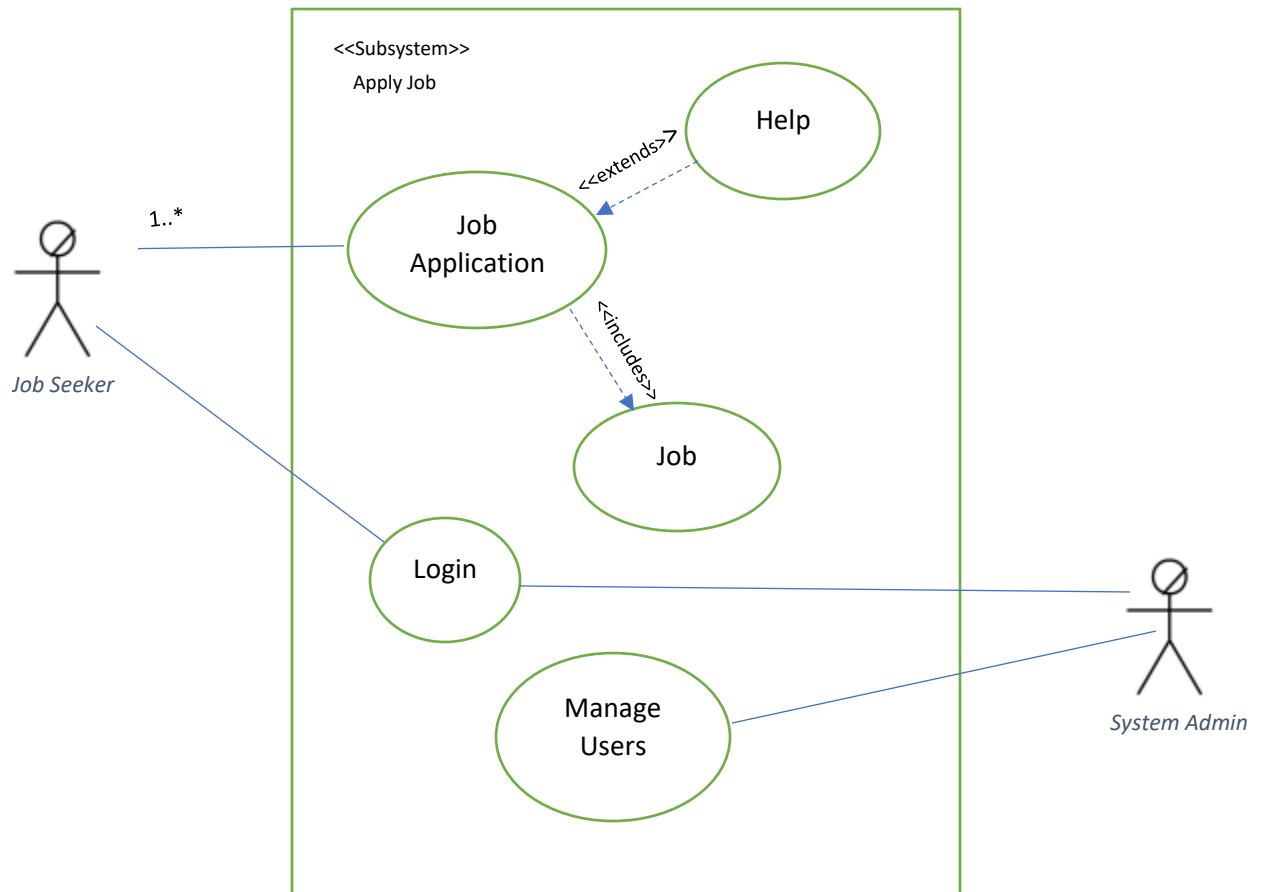 <<Subsystem>>
Apply Job
Help
<<extends>>
1..*
Job
Application
<<includes>>
Job Seeker
Job
Login
Manage
Users
System Admin